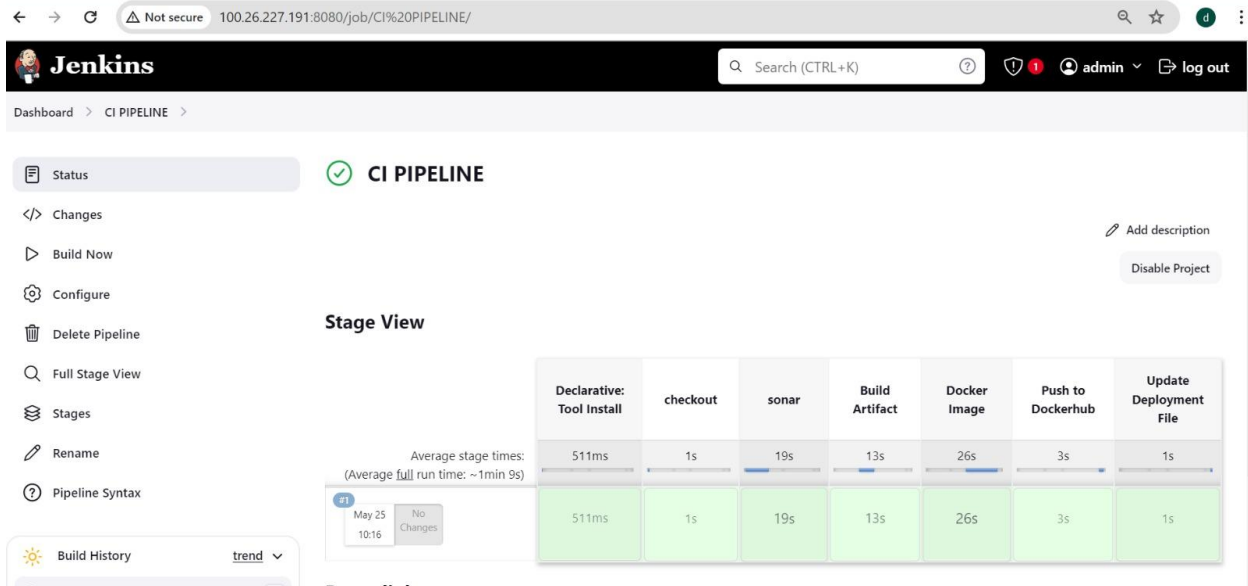 Not secure 100.26.227.191:8080/job/CI%20PIPELINE/
d
Jenkins
Search (CTRL+K)
1
admin
log out
Dashboard > CI PIPELINE >
Status
Changes
Build Now
Configure
Delete Pipeline
Full Stage View
Stages
Rename
Pipeline Syntax
Build History
trend
CI PIPELINE
Add description
Disable Project
Stage View
Declarative: Tool Install
checkout
sonar
Build Artifact
Docker Image
Push to Dockerhub
Update Deployment File
Average stage times:
511ms 1s 19s 13s 26s 3s 1s
(Average full run time: ~1min 9s)
#1
May 25
10:16
No Changes
511ms 1s 19s 13s 26s 3s 1s